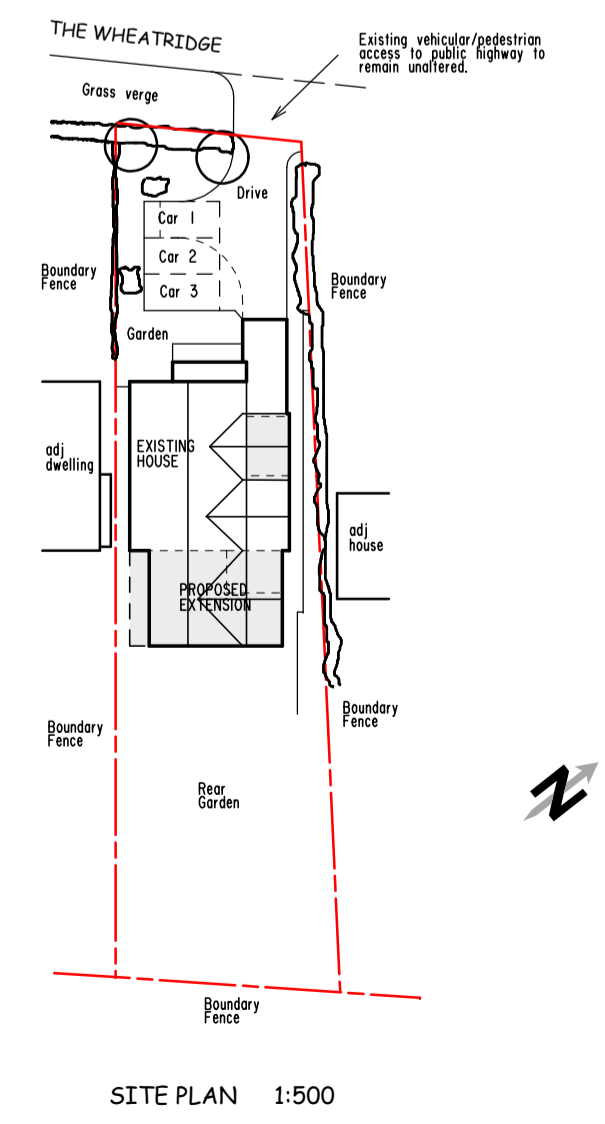 THE WHEATRIDGE
Existing vehicular/pedestrian
access to public highway to
remain unaltered.
Grass verge
Drive
Car 1
Car 2
Car 3
Boundary
Fence
Boundary
Fence
Garden
adj
dwelling
EXISTING
HOUSE
adj
house
PROPOSED
EXTENSION
Boundary
Fence
Boundary
Fence
Rear
Garden
N
Boundary
Fence
SITE PLAN 1:500